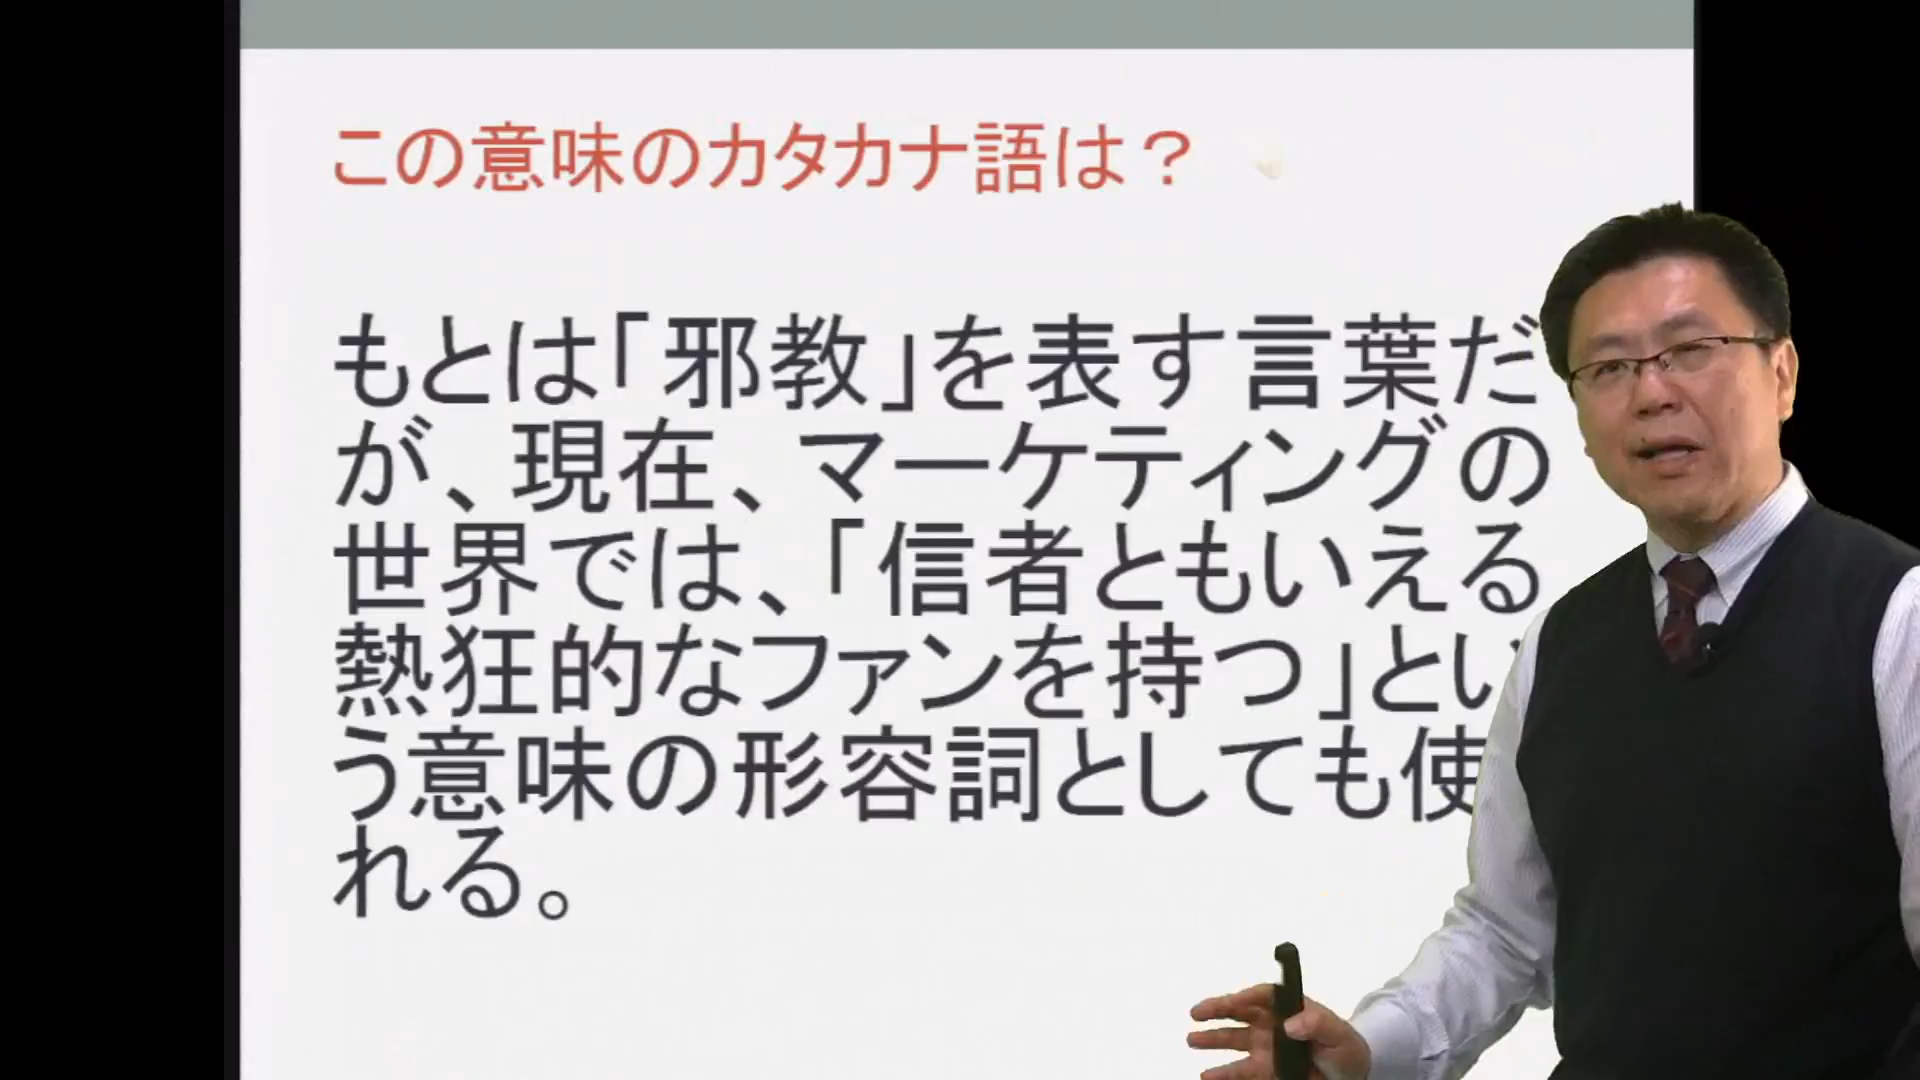 この意味のカタカナ語は？
もとは「邪教」を表す言葉だ
が、現在、マーケティングの
世界では、「信者ともいえる
熱狂的なファンを持つ」とい
う意味の形容詞としても使
れる。